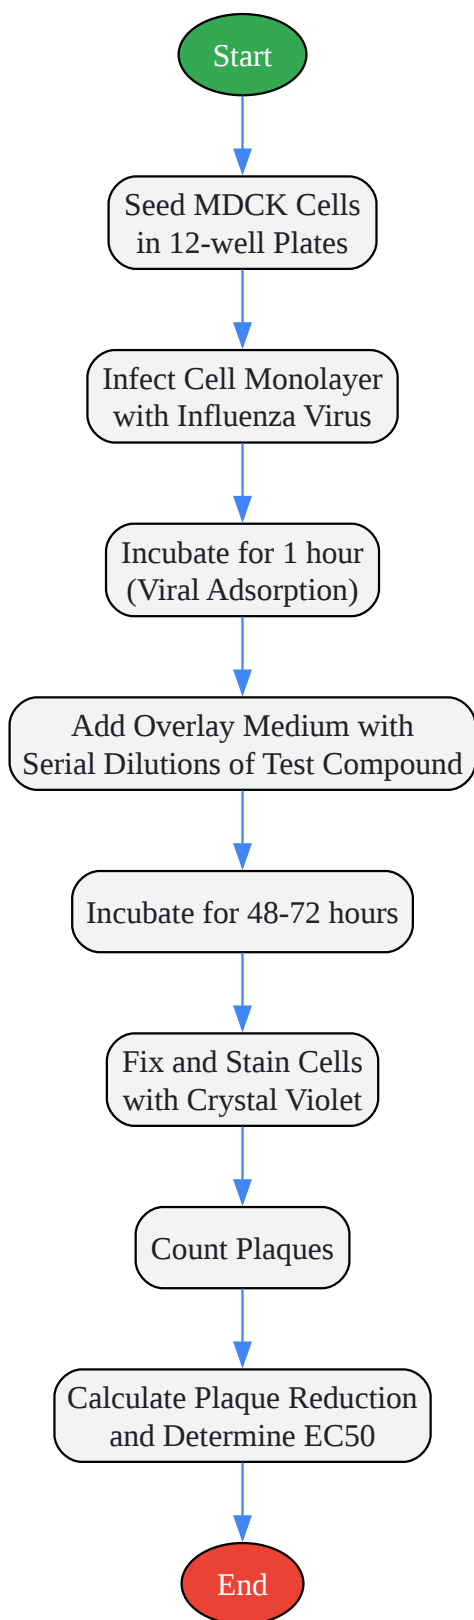 Start
Seed MDCK Cells
in 12-well Plates
Infect Cell Monolayer
with Influenza Virus
Incubate for 1 hour
(Viral Adsorption)
Add Overlay Medium with
Serial Dilutions of Test Compound
Incubate for 48-72 hours
Fix and Stain Cells
with Crystal Violet
Count Plaques
Calculate Plaque Reduction
and Determine EC50
End